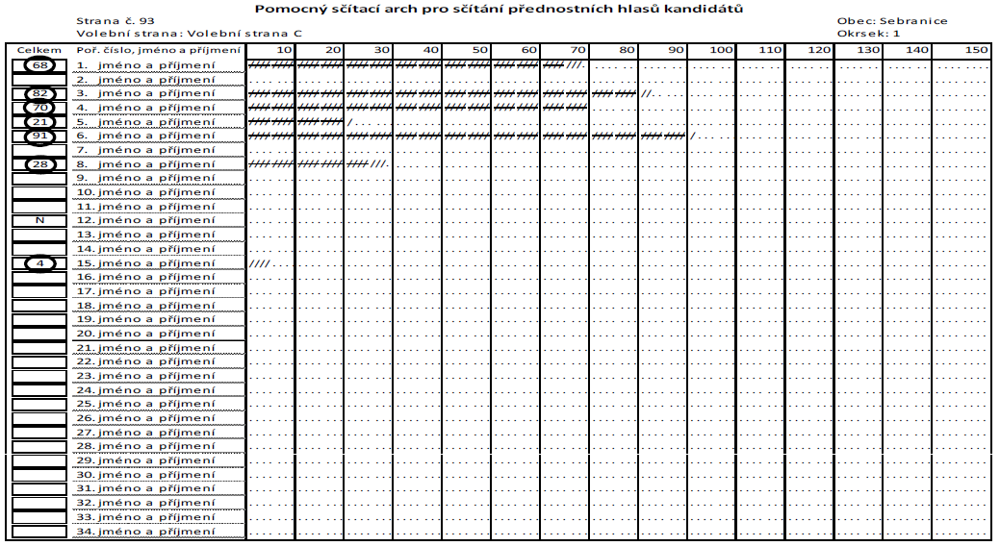 Pomocný sčítací arch pro sčítání přednostních hlasů kandidátů
Strana č. 93 Obec: Sebranice
Volební strana: Volební strana C Okrsek: 1
Celkem Poř. číslo, jméno a příjmení 10 20 30 40 50 60 70 80 90 100 110 120 130 140 150
68 1. jméno a příjmení
2. jméno a příjmení
82 3. jméno a příjmení
70 4. jméno a příjmení
21 5. jméno a příjmení
91 6. jméno a příjmení
7. jméno a příjmení
28 8. jméno a příjmení
9. jméno a příjmení
10. jméno a příjmení
11. jméno a příjmení
N 12. jméno a příjmení
13. jméno a příjmení
14. jméno a příjmení
4 15. jméno a příjmení
16. jméno a příjmení
17. jméno a příjmení
18. jméno a příjmení
19. jméno a příjmení
20. jméno a příjmení
21. jméno a příjmení
22. jméno a příjmení
23. jméno a příjmení
24. jméno a příjmení
25. jméno a příjmení
26. jméno a příjmení
27. jméno a příjmení
28. jméno a příjmení
29. jméno a příjmení
30. jméno a příjmení
31. jméno a příjmení
32. jméno a příjmení
33. jméno a příjmení
34. jméno a příjmení